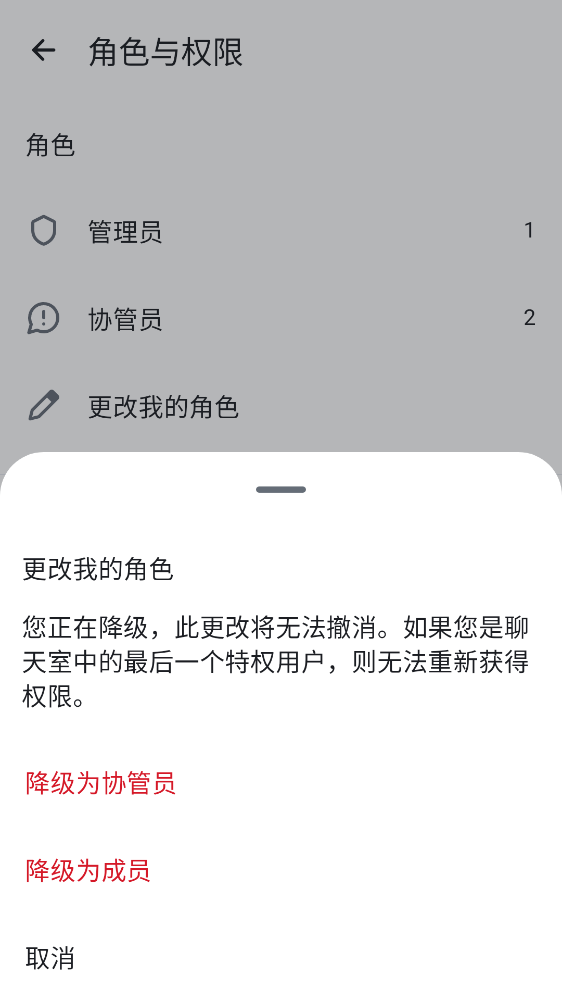 角色与权限
角色
管理员 1
协管员 2
更改我的角色
更改我的角色
您正在降级，此更改将无法撤消。如果您是聊
天室中的最后一个特权用户，则无法重新获得
权限。
降级为协管员
降级为成员
取消